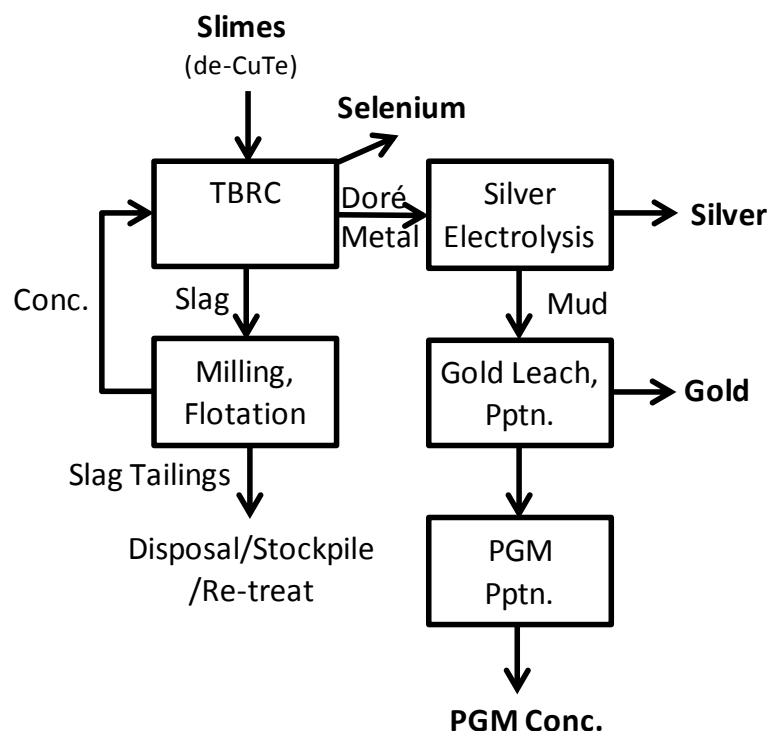 Slimes
(de-CuTe)
Selenium
TBRC
Doré
Metal
Silver
Electrolysis
Silver
Conc.
Slag
Mud
Milling,
Flotation
Gold Leach,
Pptn.
Gold
Slag Tailings
Disposal/Stockpile
/Re-treat
PGM
Pptn.
PGM Conc.